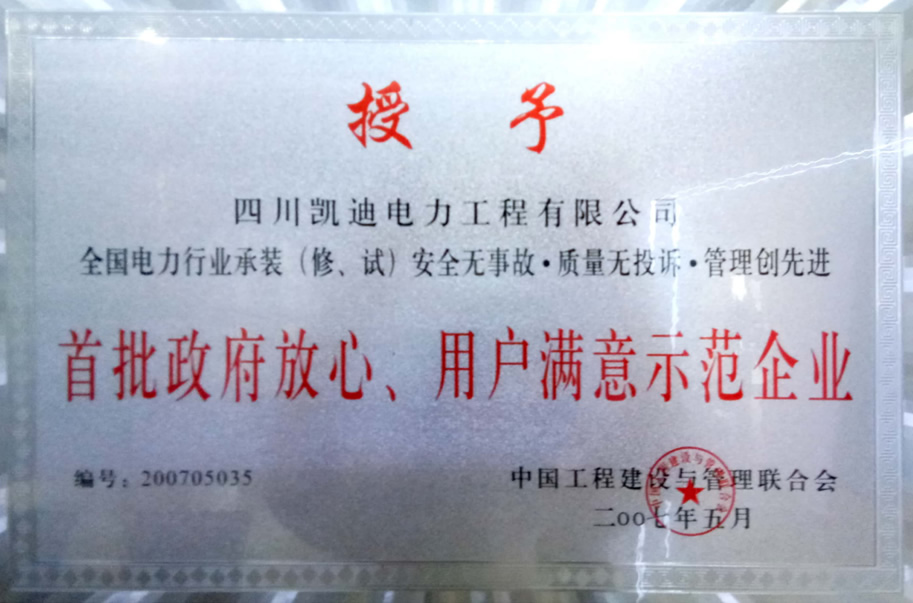 授予
四川凯迪电力工程有限公司
全国电力行业承装（修、试）安全无事故·质量无投诉·管理创先进
首批政府放心、用户满意示范企业
编号：200705035
中国工程建设与管理联合会
二〇〇七年五月